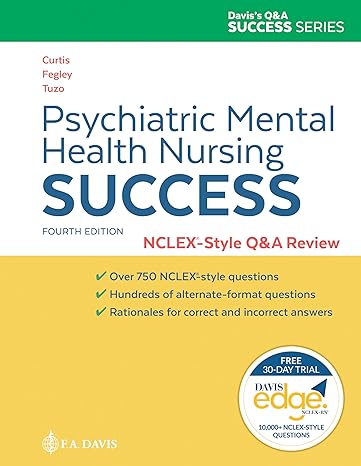 Davis's Q&A
SUCCESS SERIES
Curtis
Fegley
Tuzo
Psychiatric Mental
Health Nursing
SUCCESS
FOURTH EDITION
NCLEX®-Style Q&A Review
✓ Over 750 NCLEX®-style questions
✓ Hundreds of alternate-format questions
✓ Rationales for correct and incorrect answers
FREE
30-DAY TRIAL
DAVIS
edge.
NCLEX-RN®
10,000+ NCLEX-STYLE
QUESTIONS
F.A. DAVIS